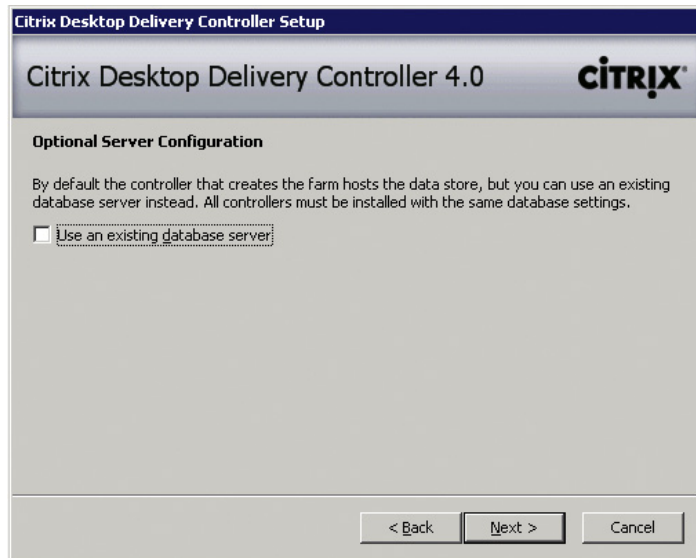 Citrix Desktop Delivery Controller Setup
Citrix Desktop Delivery Controller 4.0
CITRIX
Optional Server Configuration
By default the controller that creates the farm hosts the data store, but you can use an existing
database server instead. All controllers must be installed with the same database settings.
Use an existing database server
< Back
Next >
Cancel